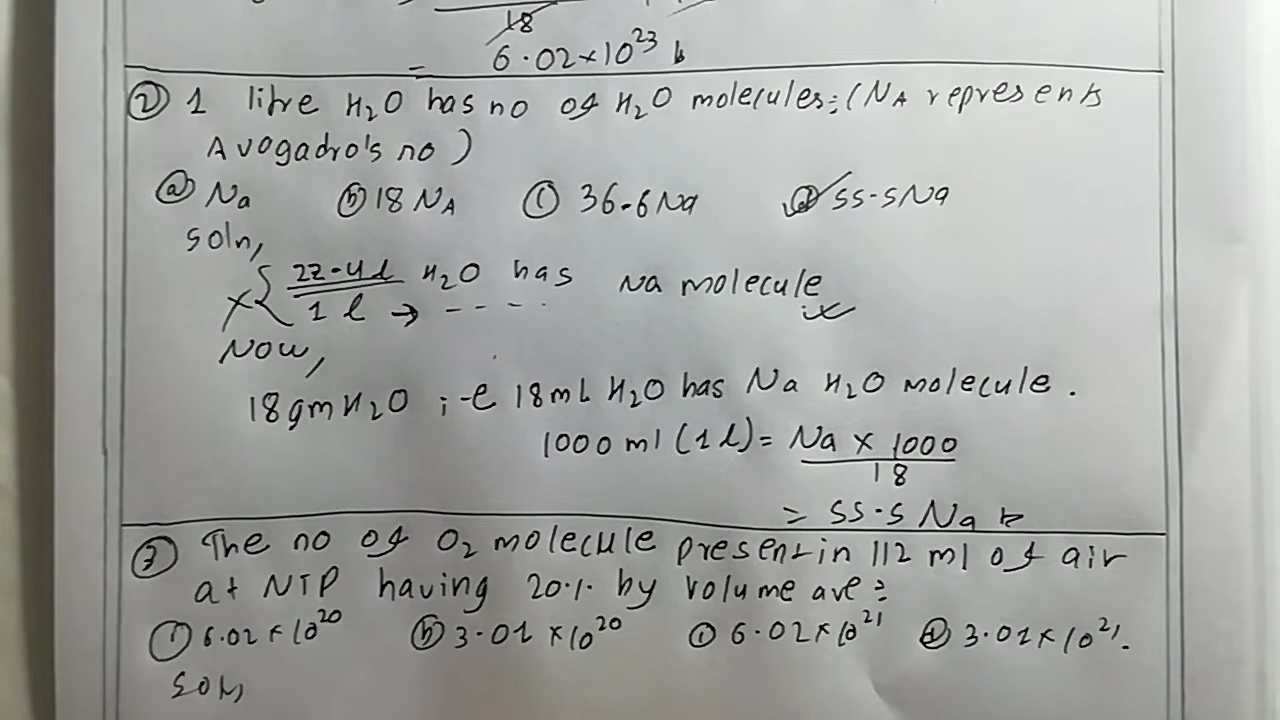 18
= 6.02×10²³
② 1 litre H₂O has no of H₂O molecules:(NA represents
Avogadro's no)
ⓐ Na ⓑ 18 NA ⓒ 36.6Na ⓓ 55.5Na
soln,
22.4l H₂O has Na molecule
× { 1 l → - - - -
Now,
18gm H₂O i-e 18ml H₂O has Na H₂O molecule.
1000 ml (1l) = Na × 1000
18
= 55.5 Na
③ The no of O₂ molecule present in 112 ml of air
at NTP having 20% by volume are:
6.02×10²⁰ ⓑ 3.01×10²⁰ ⓒ 6.02×10²¹ ⓓ 3.01×10²¹.
soln